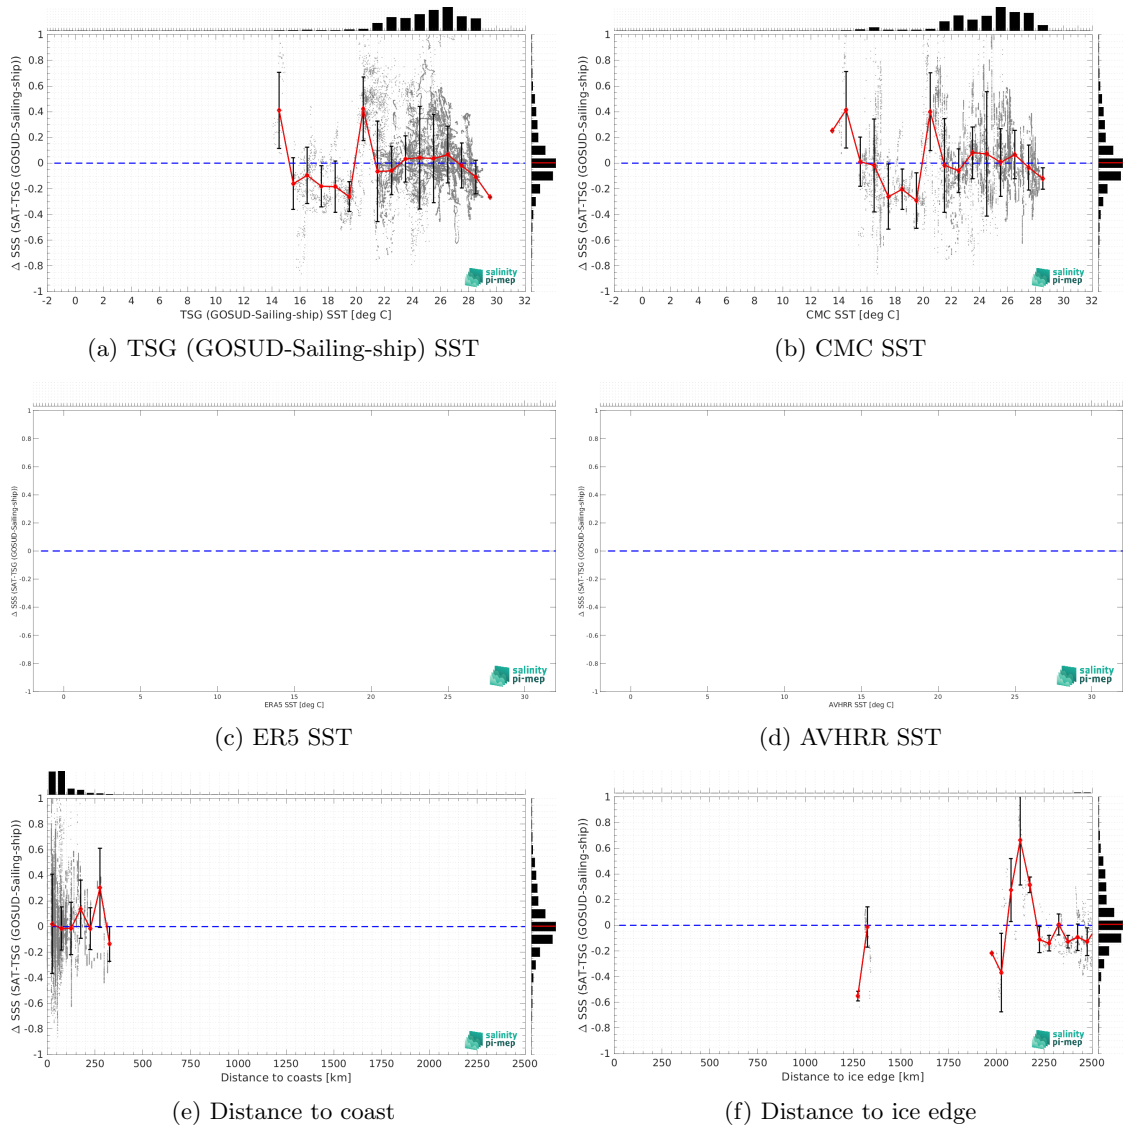 Δ SSS (SAT-TSG (GOSUD-Sailing-ship))
1
0.8
0.6
0.4
0.2
0
-0.2
-0.4
-0.6
-0.8
-1
-2 0 2 4 6 8 10 12 14 16 18 20 22 24 26 28 30 32
TSG (GOSUD-Sailing-ship) SST [deg C]
salinity
pi-mep
(a) TSG (GOSUD-Sailing-ship) SST
Δ SSS (SAT-TSG (GOSUD-Sailing-ship))
1
0.8
0.6
0.4
0.2
0
-0.2
-0.4
-0.6
-0.8
-1
-2 0 2 4 6 8 10 12 14 16 18 20 22 24 26 28 30 32
CMC SST [deg C]
salinity
pi-mep
(b) CMC SST
Δ SSS (SAT-TSG (GOSUD-Sailing-ship))
1
0.8
0.6
0.4
0.2
0
-0.2
-0.4
-0.6
-0.8
-1
0 5 10 15 20 25 30
ERA5 SST [deg C]
salinity
pi-mep
(c) ER5 SST
Δ SSS (SAT-TSG (GOSUD-Sailing-ship))
1
0.8
0.6
0.4
0.2
0
-0.2
-0.4
-0.6
-0.8
-1
0 5 10 15 20 25 30
AVHRR SST [deg C]
salinity
pi-mep
(d) AVHRR SST
Δ SSS (SAT-TSG (GOSUD-Sailing-ship))
1
0.8
0.6
0.4
0.2
0
-0.2
-0.4
-0.6
-0.8
-1
0 250 500 750 1000 1250 1500 1750 2000 2250 2500
Distance to coasts [km]
salinity
pi-mep
(e) Distance to coast
Δ SSS (SAT-TSG (GOSUD-Sailing-ship))
1
0.8
0.6
0.4
0.2
0
-0.2
-0.4
-0.6
-0.8
-1
0 250 500 750 1000 1250 1500 1750 2000 2250 2500
Distance to ice edge [km]
salinity
pi-mep
(f) Distance to ice edge